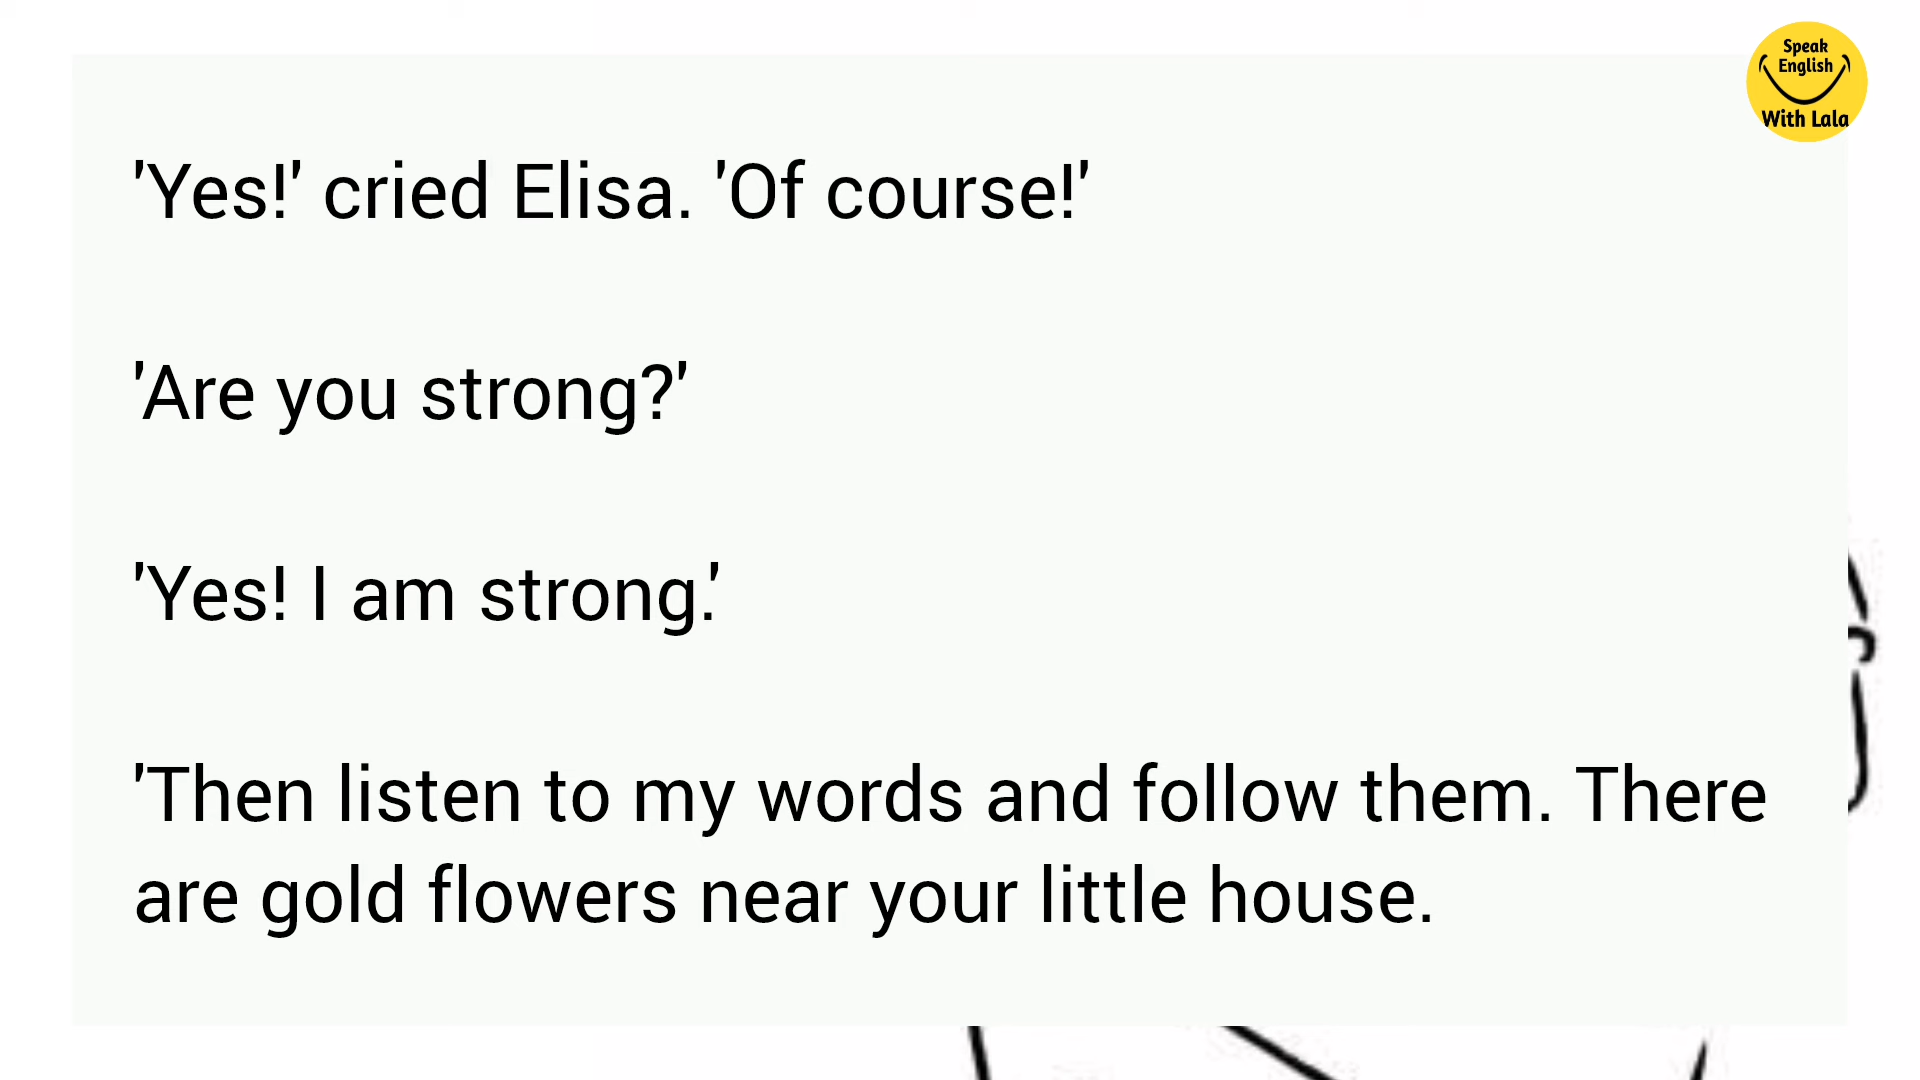 Speak
English
With Lala
'Yes!' cried Elisa. 'Of course!'
'Are you strong?'
'Yes! I am strong.'
'Then listen to my words and follow them. There
are gold flowers near your little house.